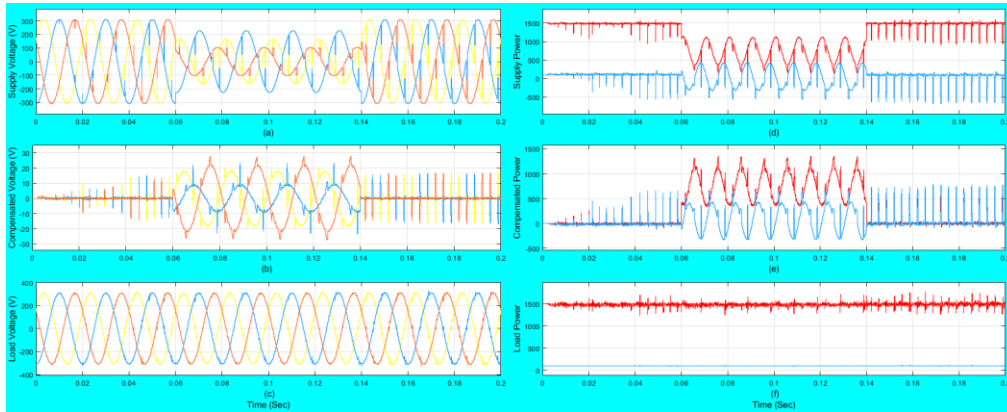 Supply Voltage (V)
300
200
100
0
-100
-200
-300
0 0.02 0.04 0.06 0.08 0.1 0.12 0.14 0.16 0.18 0.2
(a)
Compensated Voltage (V)
30
20
10
0
-10
-20
-30
0 0.02 0.04 0.06 0.08 0.1 0.12 0.14 0.16 0.18 0.2
(b)
Load Voltage (V)
400
200
0
-200
-400
0 0.02 0.04 0.06 0.08 0.1 0.12 0.14 0.16 0.18 0.2
(c)
Time (Sec)
Supply Power
1500
1000
500
0
-500
0 0.02 0.04 0.06 0.08 0.1 0.12 0.14 0.16 0.18 0.2
(d)
Compensated Power
1500
1000
500
0
-500
0 0.02 0.04 0.06 0.08 0.1 0.12 0.14 0.16 0.18 0.2
(e)
Load Power
1500
1000
500
0
0 0.02 0.04 0.06 0.08 0.1 0.12 0.14 0.16 0.18 0.2
(f)
Time (Sec)